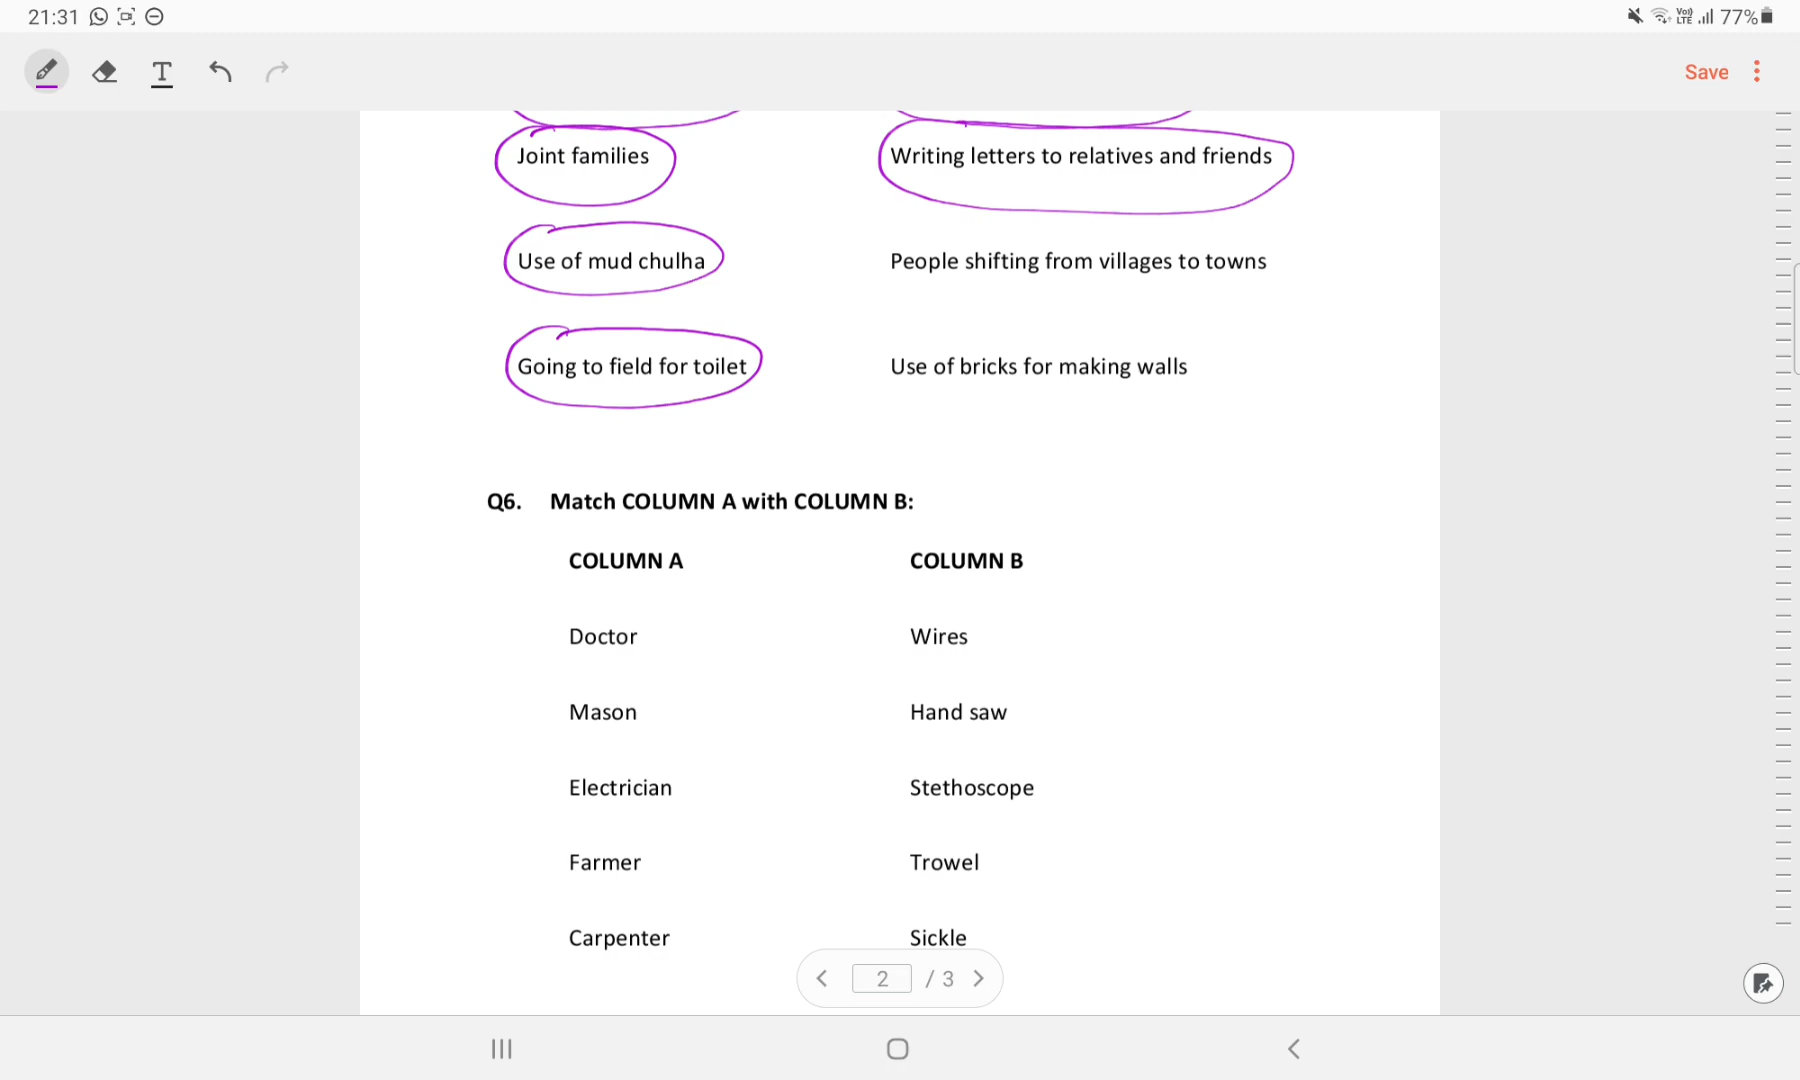 21:31
Vo)) LTE 77%
T Save
Joint families Writing letters to relatives and friends
Use of mud chulha People shifting from villages to towns
Going to field for toilet Use of bricks for making walls
Q6. Match COLUMN A with COLUMN B:
COLUMN A COLUMN B
Doctor Wires
Mason Hand saw
Electrician Stethoscope
Farmer Trowel
Carpenter Sickle
2 / 3